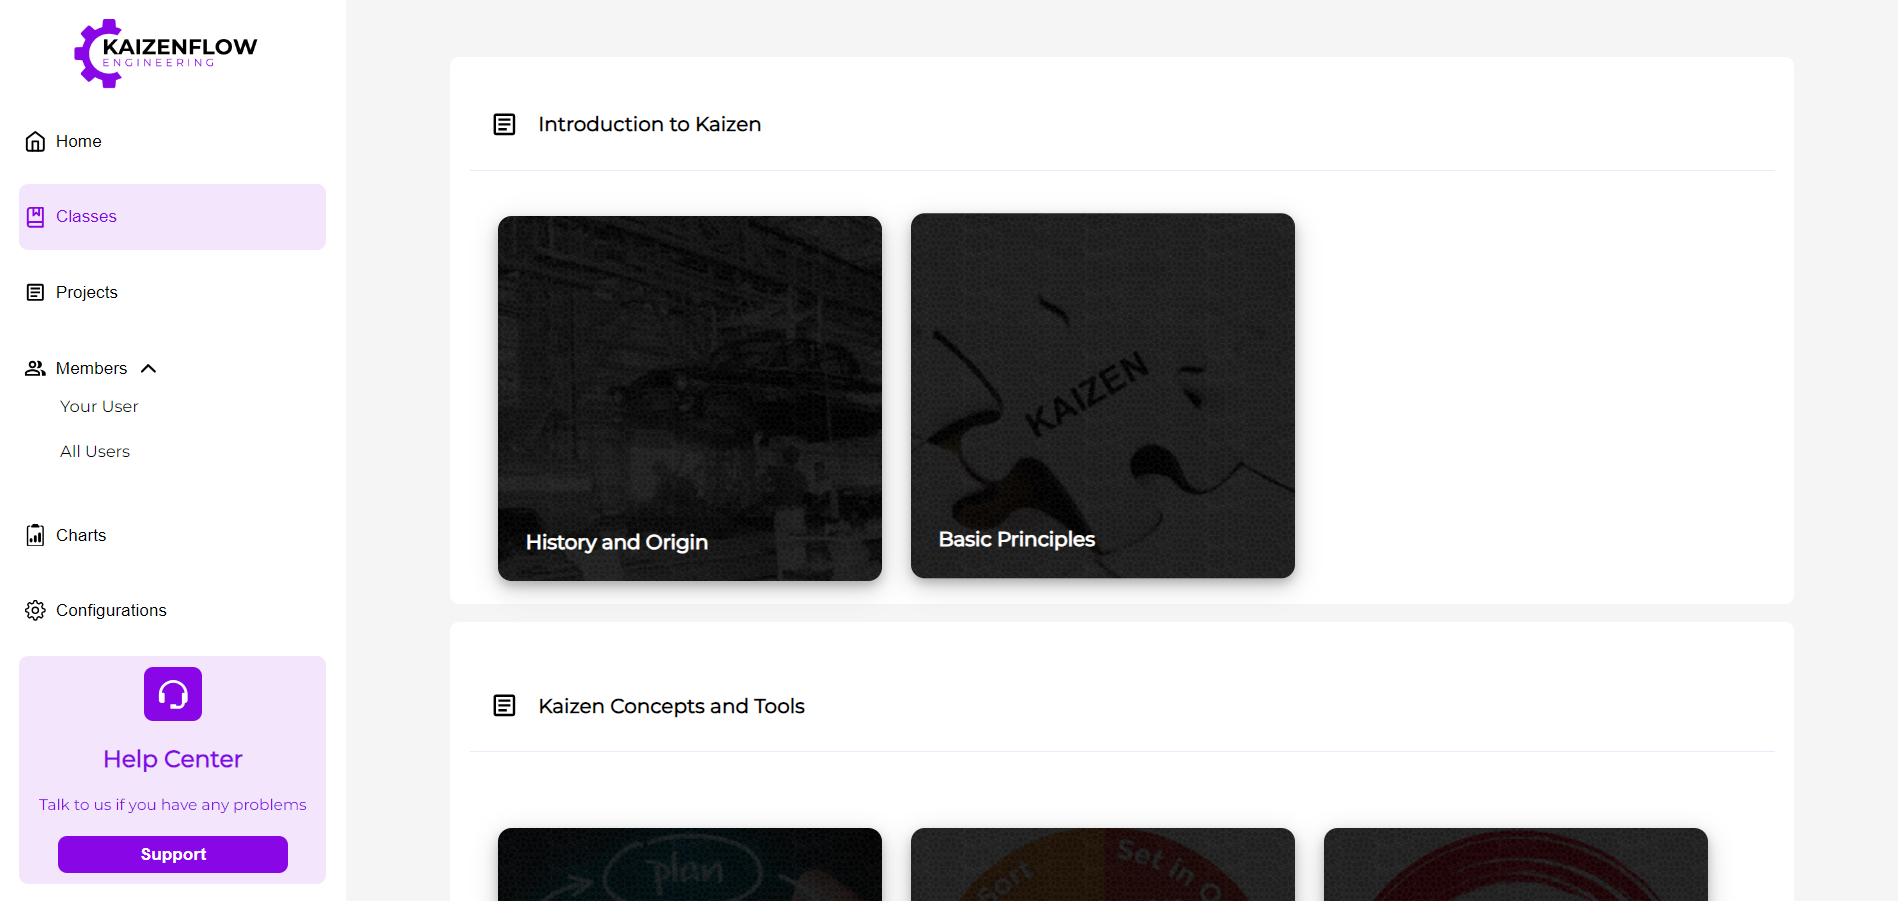 KAIZENFLOW
ENGINEERING
Home
Classes
Projects
Members
Your User
All Users
Charts
Configurations
Help Center
Talk to us if you have any problems
Support
Introduction to Kaizen
KAIZEN
History and Origin
Basic Principles
Kaizen Concepts and Tools
plan
Sort
Set in O